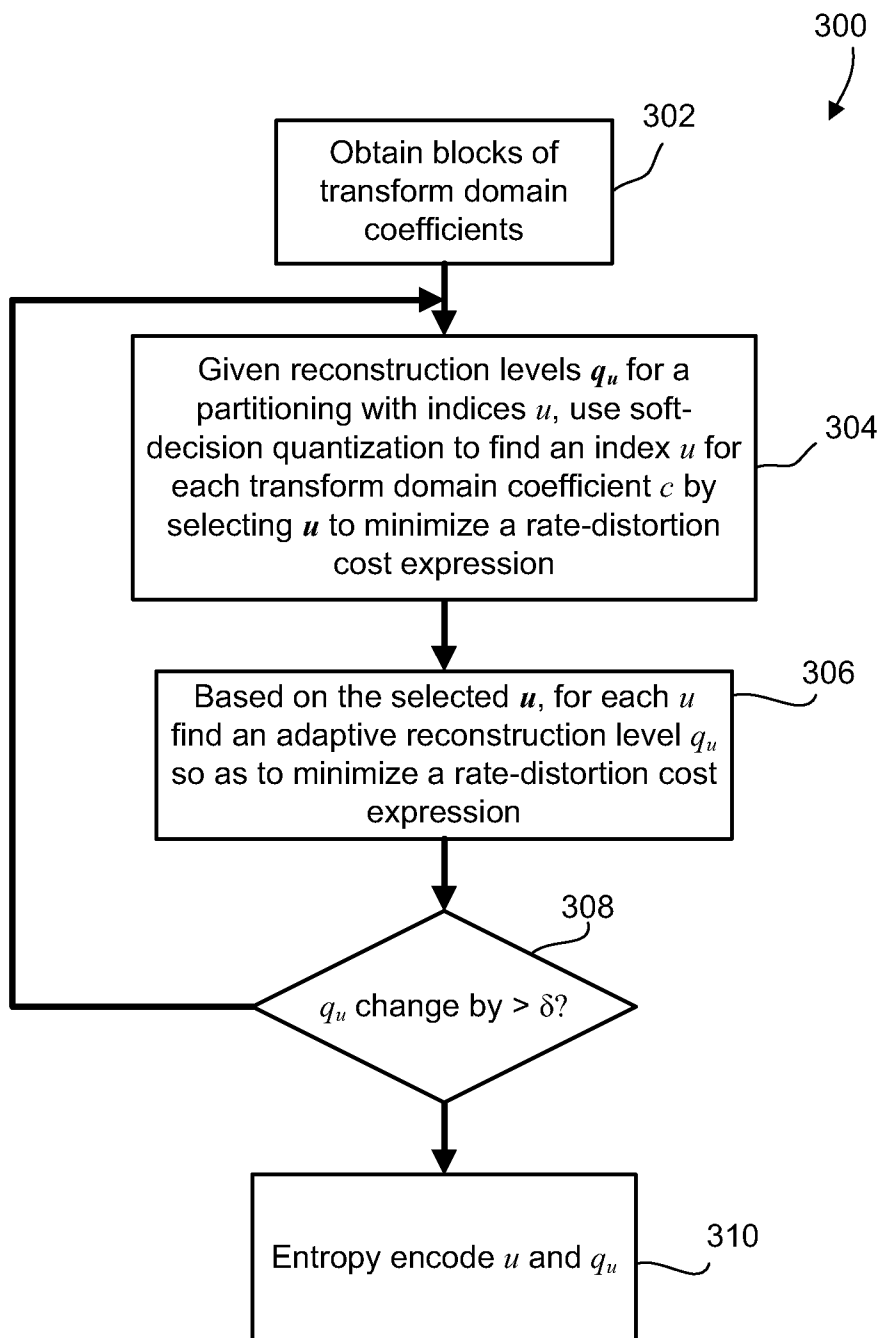 300
302
Obtain blocks of
transform domain
coefficients
304
Given reconstruction levels qu for a
partitioning with indices u, use soft-
decision quantization to find an index u for
each transform domain coefficient c by
selecting u to minimize a rate-distortion
cost expression
306
Based on the selected u, for each u
find an adaptive reconstruction level qu
so as to minimize a rate-distortion cost
expression
308
qu change by > δ?
310
Entropy encode u and qu